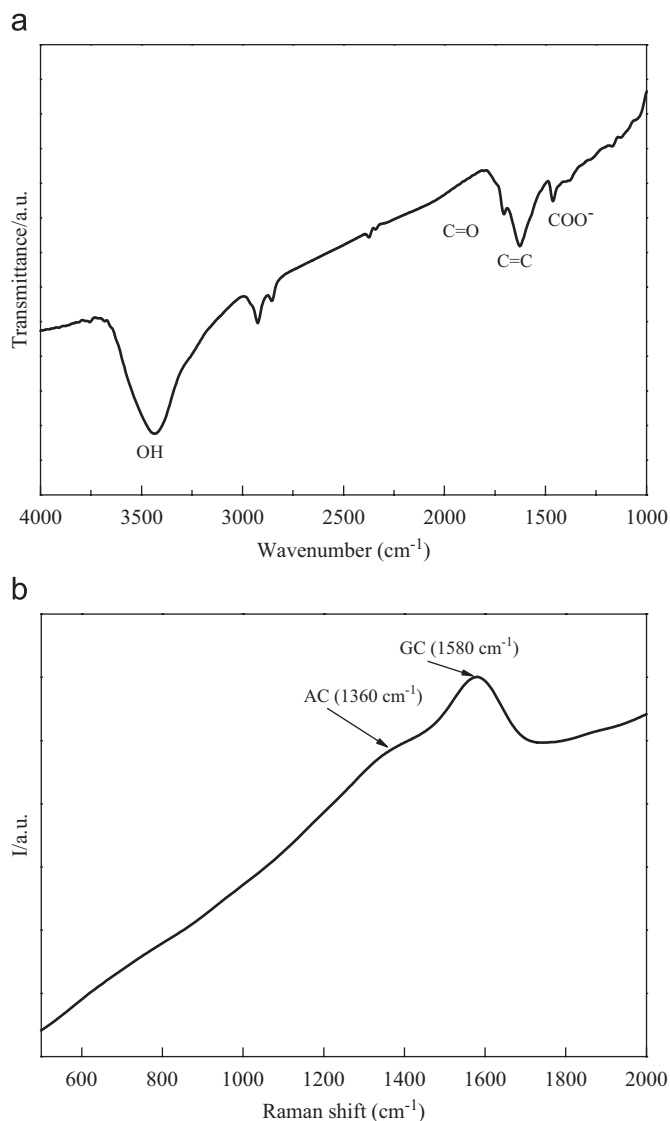 a
Transmittance/a.u.
C=O
C=C
COO⁻
OH
4000 3500 3000 2500 2000 1500 1000
Wavenumber (cm⁻¹)
b
GC (1580 cm⁻¹)
AC (1360 cm⁻¹)
I/a.u.
600 800 1000 1200 1400 1600 1800 2000
Raman shift (cm⁻¹)